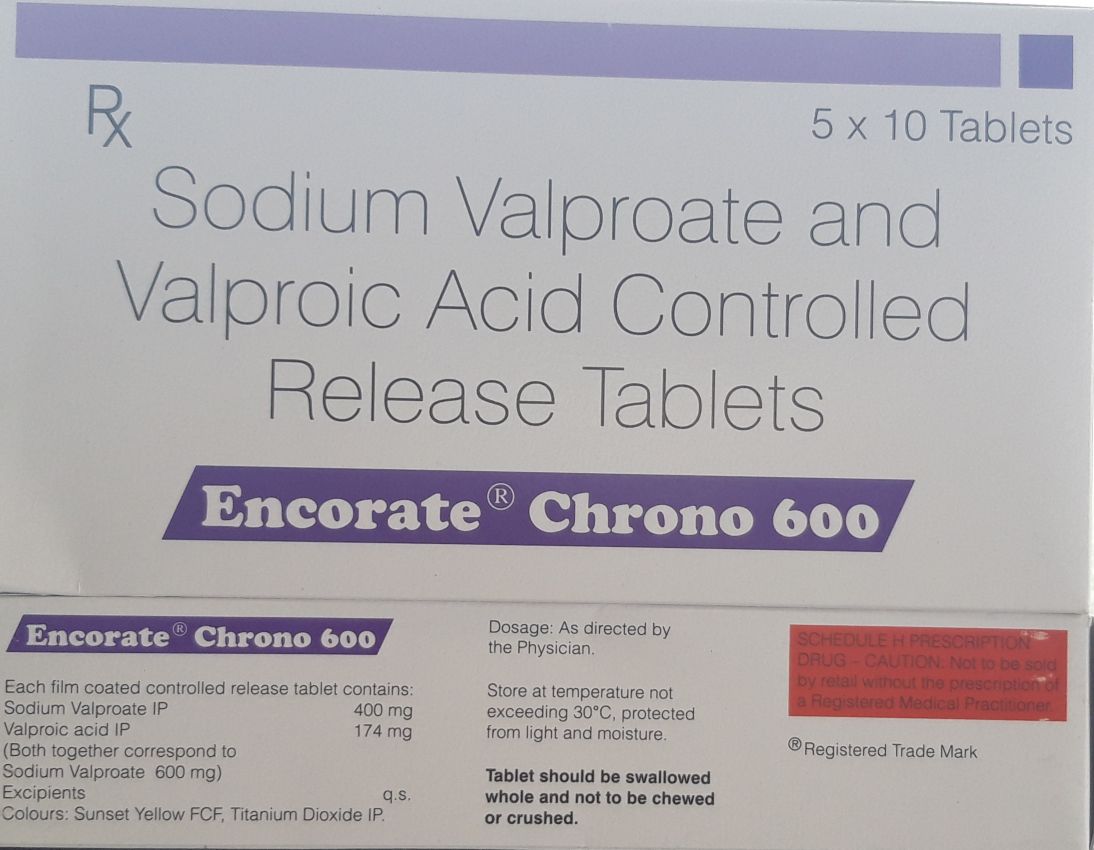 Rx
5 x 10 Tablets
Sodium Valproate and
Valproic Acid Controlled
Release Tablets
Encorate® Chrono 600
Encorate® Chrono 600
Each film coated controlled release tablet contains:
Sodium Valproate IP 400 mg
Valproic acid IP 174 mg
(Both together correspond to
Sodium Valproate 600 mg)
Excipients q.s.
Colours: Sunset Yellow FCF, Titanium Dioxide IP.
Dosage: As directed by
the Physician.
Store at temperature not
exceeding 30°C, protected
from light and moisture.
Tablet should be swallowed
whole and not to be chewed
or crushed.
SCHEDULE H PRESCRIPTION
DRUG – CAUTION: Not to be sold
by retail without the prescription of
a Registered Medical Practitioner.
® Registered Trade Mark